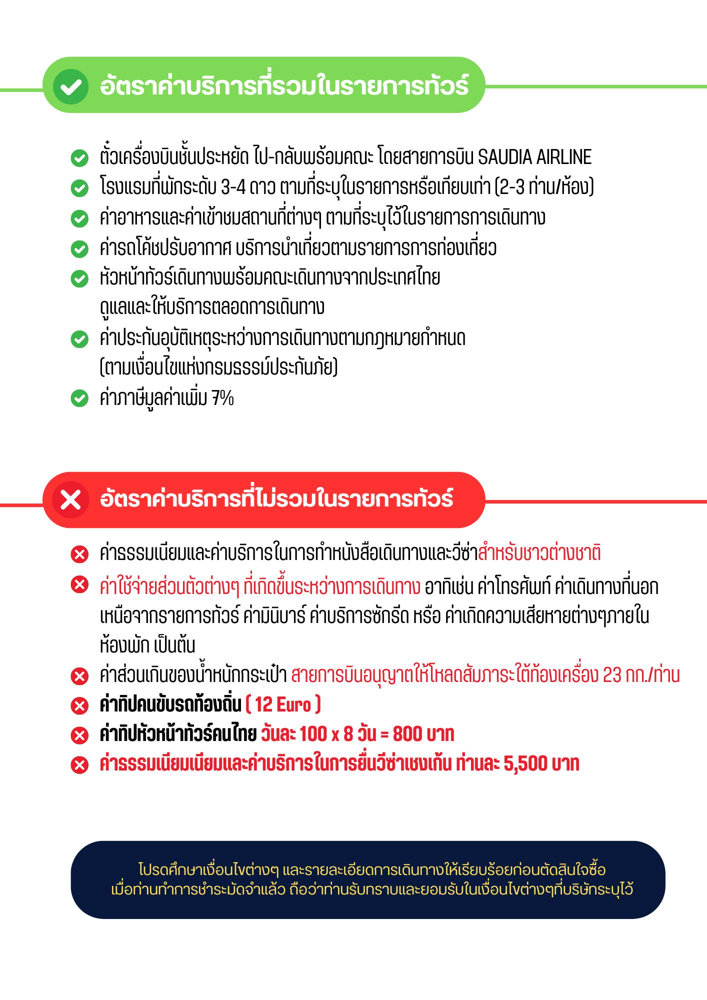 อัตราค่าบริการที่รวมในรายการทัวร์
ตั๋วเครื่องบินชั้นประหยัด ไป-กลับพร้อมคณะ โดยสายการบิน SAUDIA AIRLINE
โรงแรมที่พักระดับ 3-4 ดาว ตามที่ระบุในรายการหรือเทียบเท่า (2-3 ท่าน/ห้อง)
ค่าอาหารและค่าเข้าชมสถานที่ต่างๆ ตามที่ระบุไว้ในรายการการเดินทาง
ค่ารถโค้ชปรับอากาศ บริการนำเที่ยวตามรายการการท่องเที่ยว
หัวหน้าทัวร์เดินทางพร้อมคณะเดินทางจากประเทศไทย
ดูแลและให้บริการตลอดการเดินทาง
ค่าประกันอุบัติเหตุระหว่างการเดินทางตามกฎหมายกำหนด
(ตามเงื่อนไขแห่งกรมธรรม์ประกันภัย)
ค่าภาษีมูลค่าเพิ่ม 7%
อัตราค่าบริการที่ไม่รวมในรายการทัวร์
ค่าธรรมเนียมและค่าบริการในการทำหนังสือเดินทางและวีซ่าสำหรับชาวต่างชาติ
ค่าใช้จ่ายส่วนตัวต่างๆ ที่เกิดขึ้นระหว่างการเดินทาง อาทิเช่น ค่าโทรศัพท์ ค่าเดินทางที่นอก
เหนือจากรายการทัวร์ ค่ามินิบาร์ ค่าบริการซักรีด หรือ ค่าเกิดความเสียหายต่างๆภายใน
ห้องพัก เป็นต้น
ค่าส่วนเกินของน้ำหนักกระเป๋า สายการบินอนุญาตให้โหลดสัมภาระใต้ท้องเครื่อง 23 กก./ท่าน
ค่าทิปคนขับรถท้องถิ่น ( 12 Euro )
ค่าทิปหัวหน้าทัวร์คนไทย วันละ 100 x 8 วัน = 800 บาท
ค่าธรรมเนียมเนียมและค่าบริการในการยื่นวีซ่าเชงเก้น ท่านละ 5,500 บาท
โปรดศึกษาเงื่อนไขต่างๆ และรายละเอียดการเดินทางให้เรียบร้อยก่อนตัดสินใจซื้อ
เมื่อท่านทำการชำระมัดจำแล้ว ถือว่าท่านรับทราบและยอมรับในเงื่อนไขต่างๆที่บริษัทระบุไว้